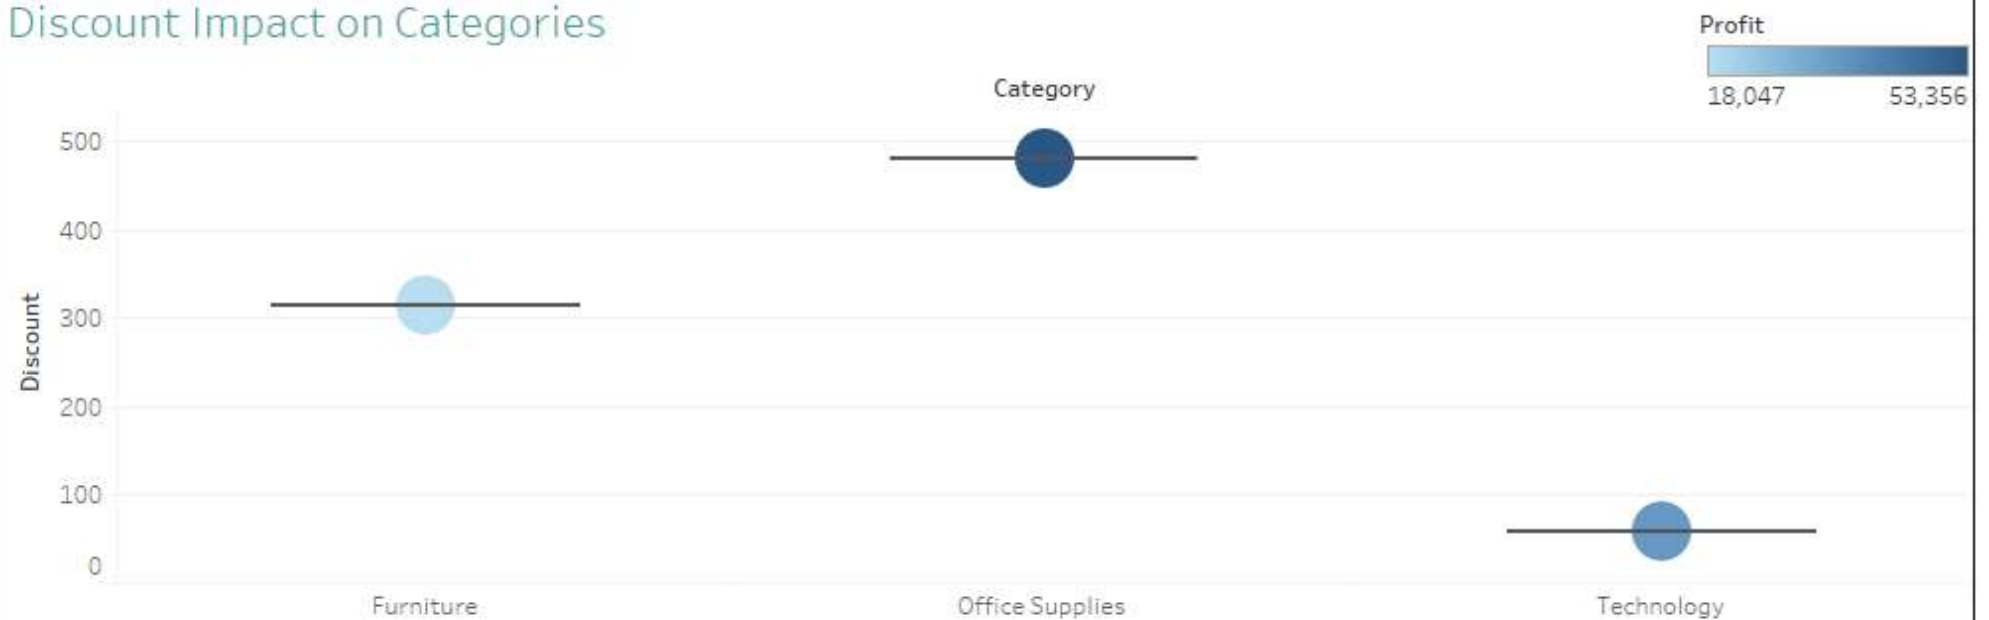 Discount Impact on Categories
Profit
18,047 53,356
Category
500
400
300
200
100
0
Discount
Furniture Office Supplies Technology